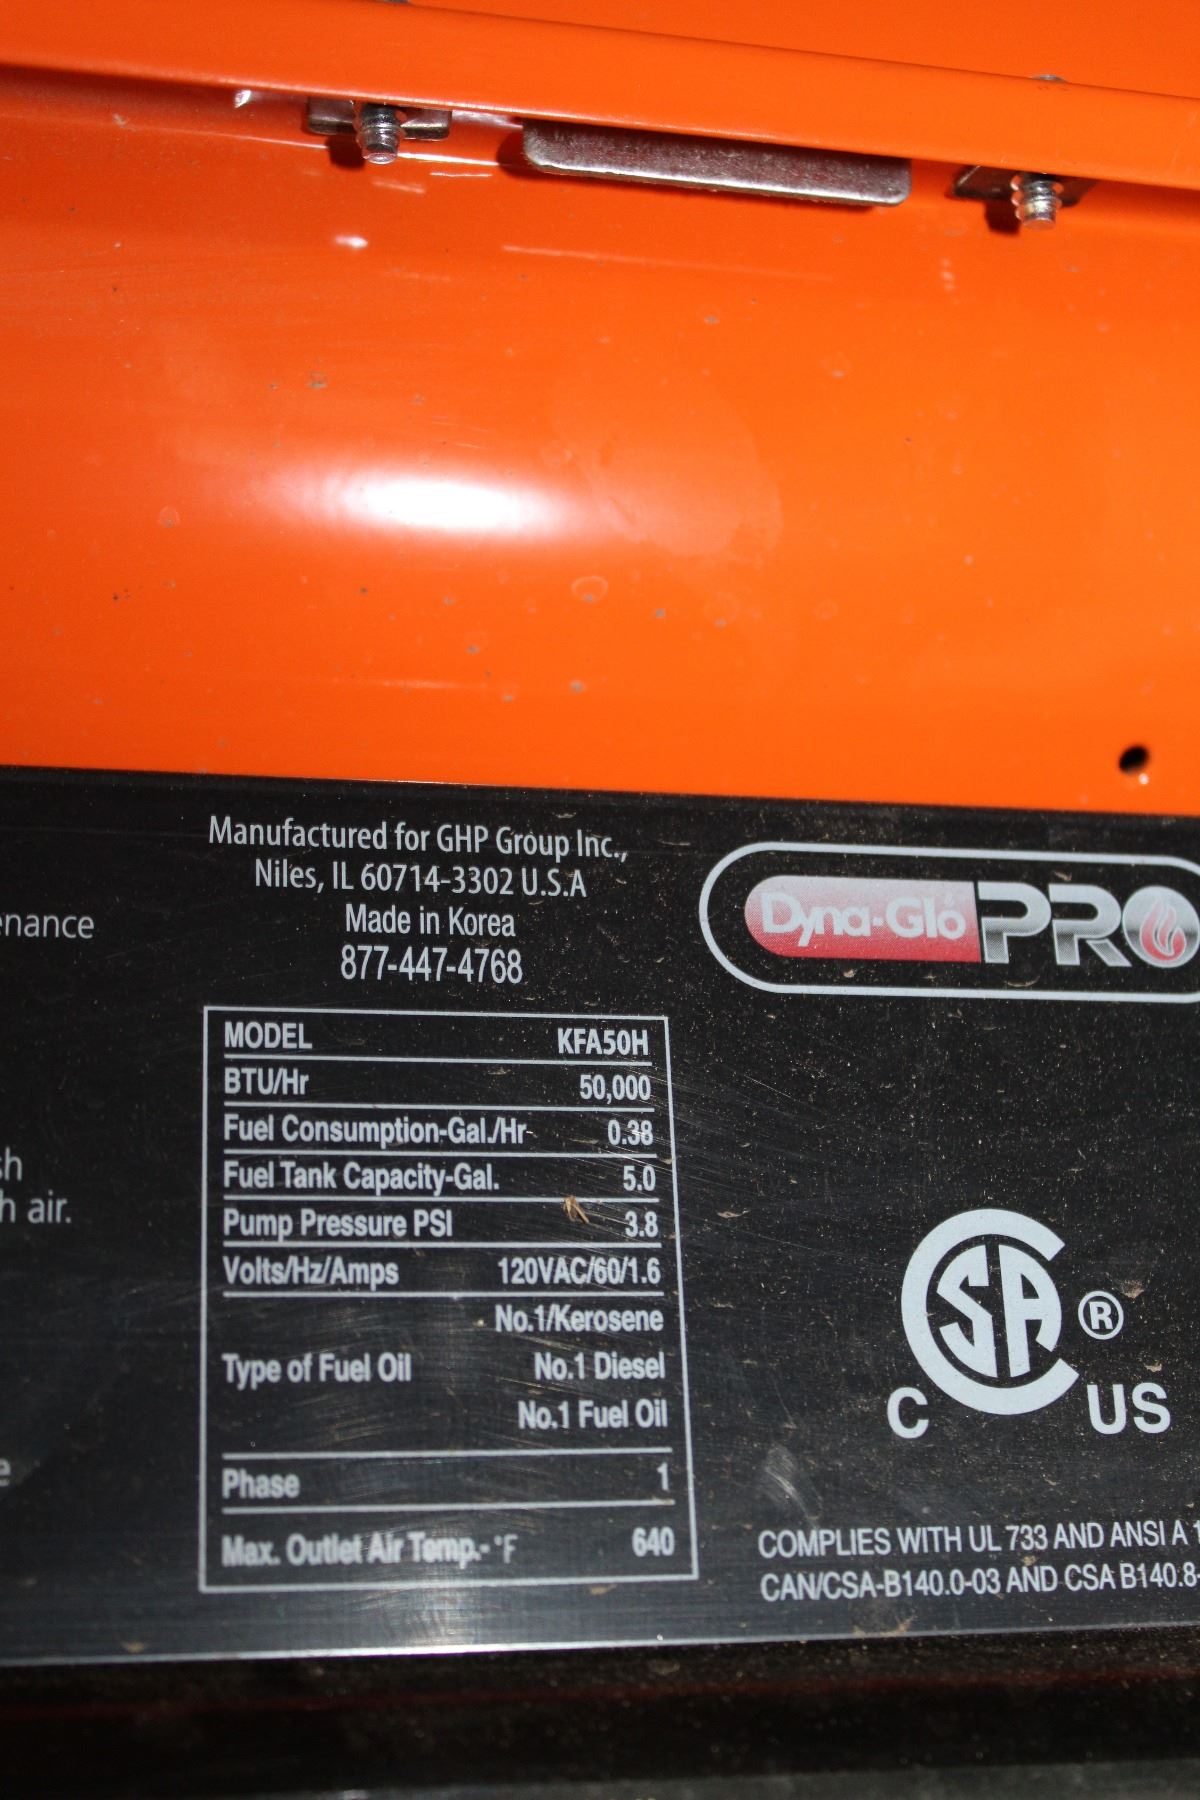 Manufactured for GHP Group Inc.,
Niles, IL 60714-3302 U.S.A
Made in Korea
877-447-4768
enance
sh
h air.
e
Dyna-Glo PRO
MODEL KFA50H
BTU/Hr 50,000
Fuel Consumption-Gal./Hr 0.38
Fuel Tank Capacity-Gal. 5.0
Pump Pressure PSI 3.8
Volts/Hz/Amps 120VAC/60/1.6
No.1/Kerosene
Type of Fuel Oil No.1 Diesel
No.1 Fuel Oil
Phase 1
Max. Outlet Air Temp.- °F 640
CSA ®
C US
COMPLIES WITH UL 733 AND ANSI A 1
CAN/CSA-B140.0-03 AND CSA B140.8-